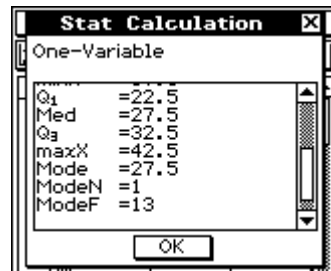 Stat Calculation
One-Variable
Q1 =22.5
Med =27.5
Q3 =32.5
maxX =42.5
Mode =27.5
ModeN =1
ModeF =13
OK